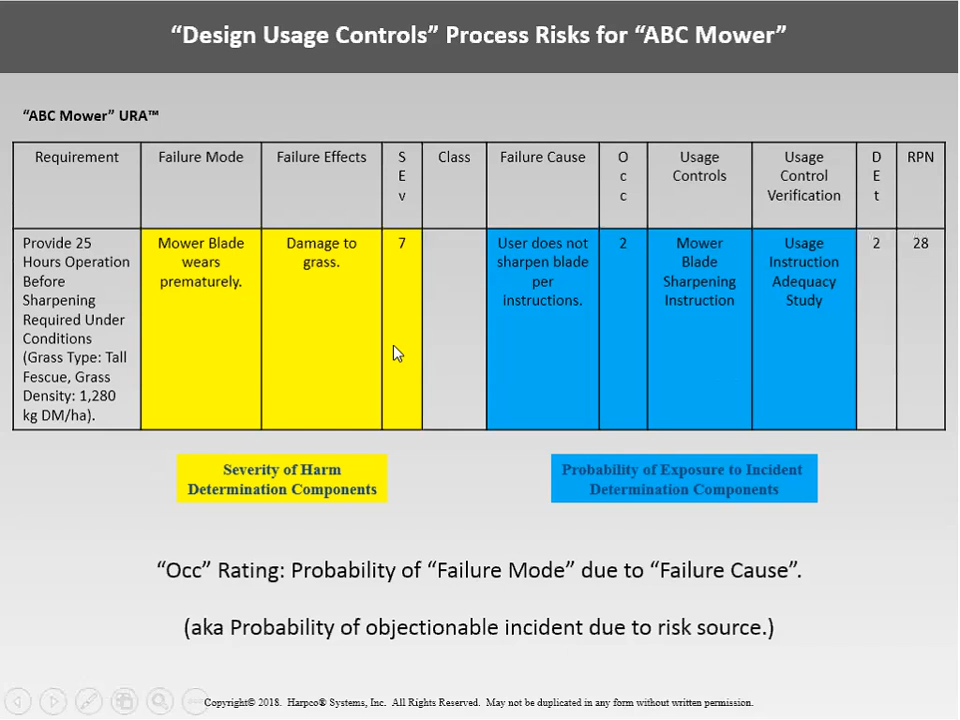 “Design Usage Controls” Process Risks for “ABC Mower”
“ABC Mower” URA™
Requirement
Failure Mode
Failure Effects
S
E
v
Class
Failure Cause
O
c
c
Usage
Controls
Usage
Control
Verification
D
E
t
RPN
Provide 25
Hours Operation
Before
Sharpening
Required Under
Conditions
(Grass Type: Tall
Fescue, Grass
Density: 1,280
kg DM/ha).
Mower Blade
wears
prematurely.
Damage to
grass.
7
User does not
sharpen blade
per
instructions.
2
Mower
Blade
Sharpening
Instruction
Usage
Instruction
Adequacy
Study
2
28
Severity of Harm
Determination Components
Probability of Exposure to Incident
Determination Components
“Occ” Rating: Probability of “Failure Mode” due to “Failure Cause”.
(aka Probability of objectionable incident due to risk source.)
Copyright© 2018. Harpco® Systems, Inc. All Rights Reserved. May not be duplicated in any form without written permission.